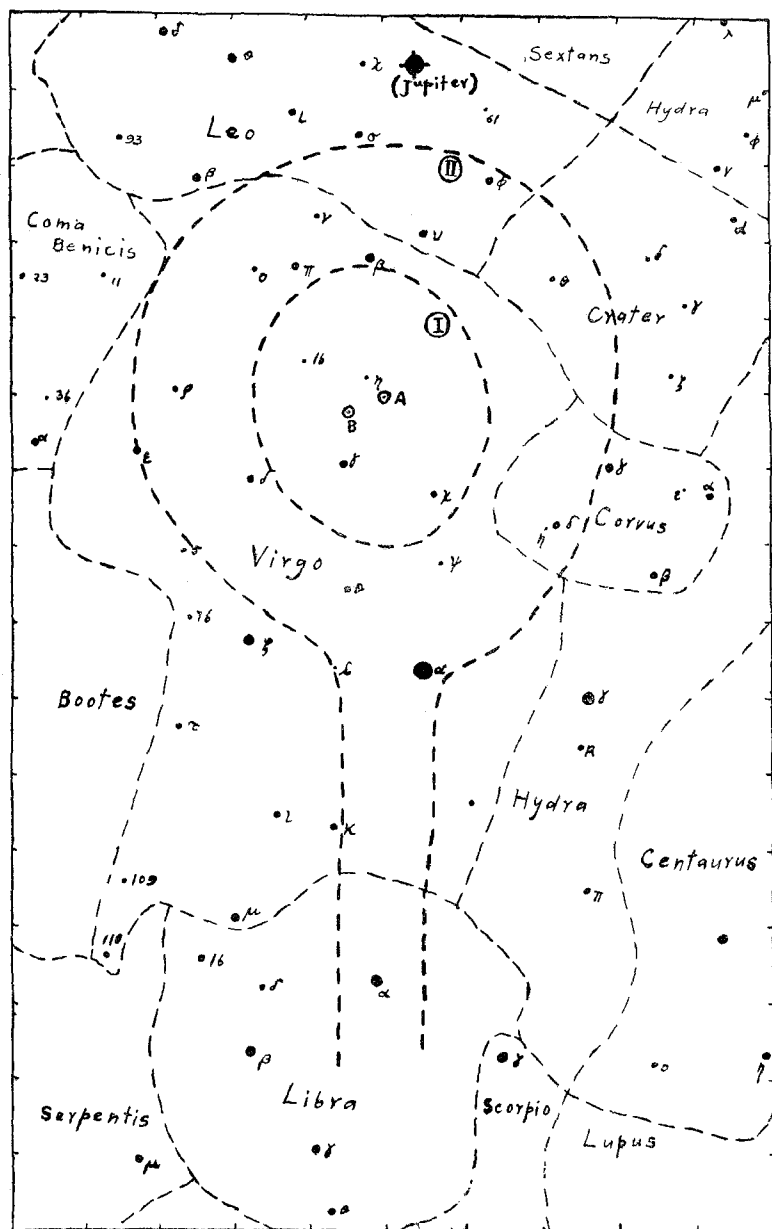 δ
θ
χ
(Jupiter)
Sextans
λ
Hydra
μ
φ
ν
α
Leo
ι
93
σ
61
β
II
φ
Coma
Benicis
23
11
ν
υ
β
ο
π
θ
δ
γ
Crater
ζ
I
16
η
A
B
ρ
36
α
ε
δ
γ
χ
γ
ε
α
η
δ
Corvus
β
σ
Virgo
θ
ψ
76
ζ
ι
α
γ
Bootes
τ
R
Hydra
κ
Centaurus
109
π
μ
110
16
δ
α
β
γ
ο
η
Libra
Scorpio
Serpentis
Lupus
μ
γ
θ